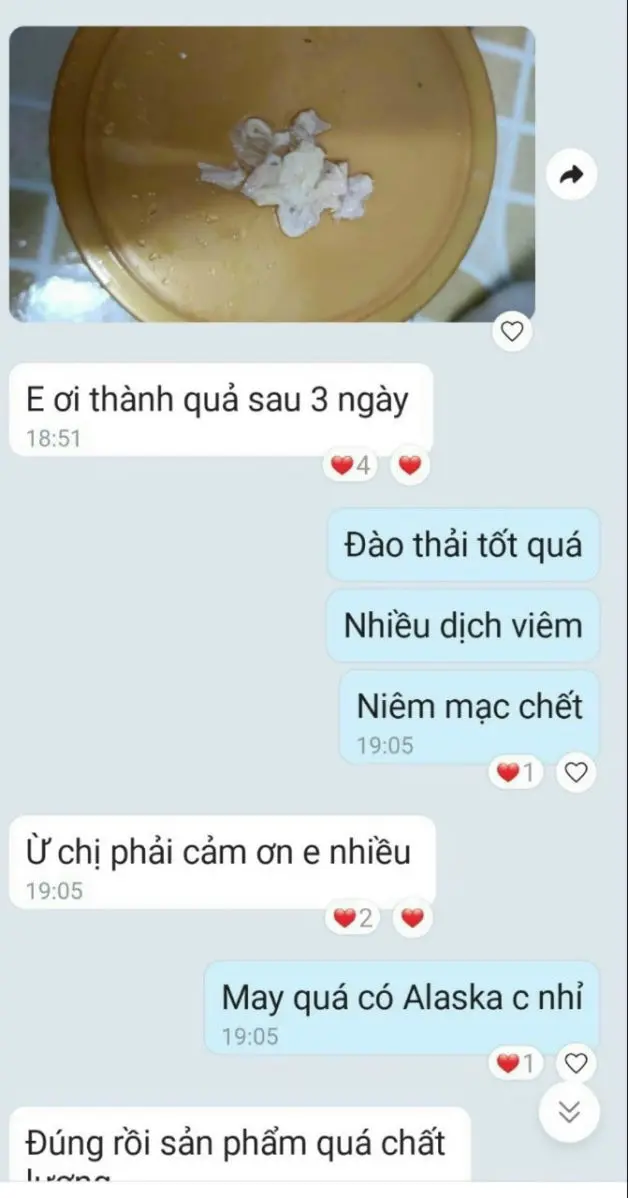 E ơi thành quả sau 3 ngày
18:51
4
Đào thải tốt quá
Nhiều dịch viêm
Niêm mạc chết
19:05
1
Ừ chị phải cảm ơn e nhiều
19:05
2
May quá có Alaska c nhỉ
19:05
1
Đúng rồi sản phẩm quá chất